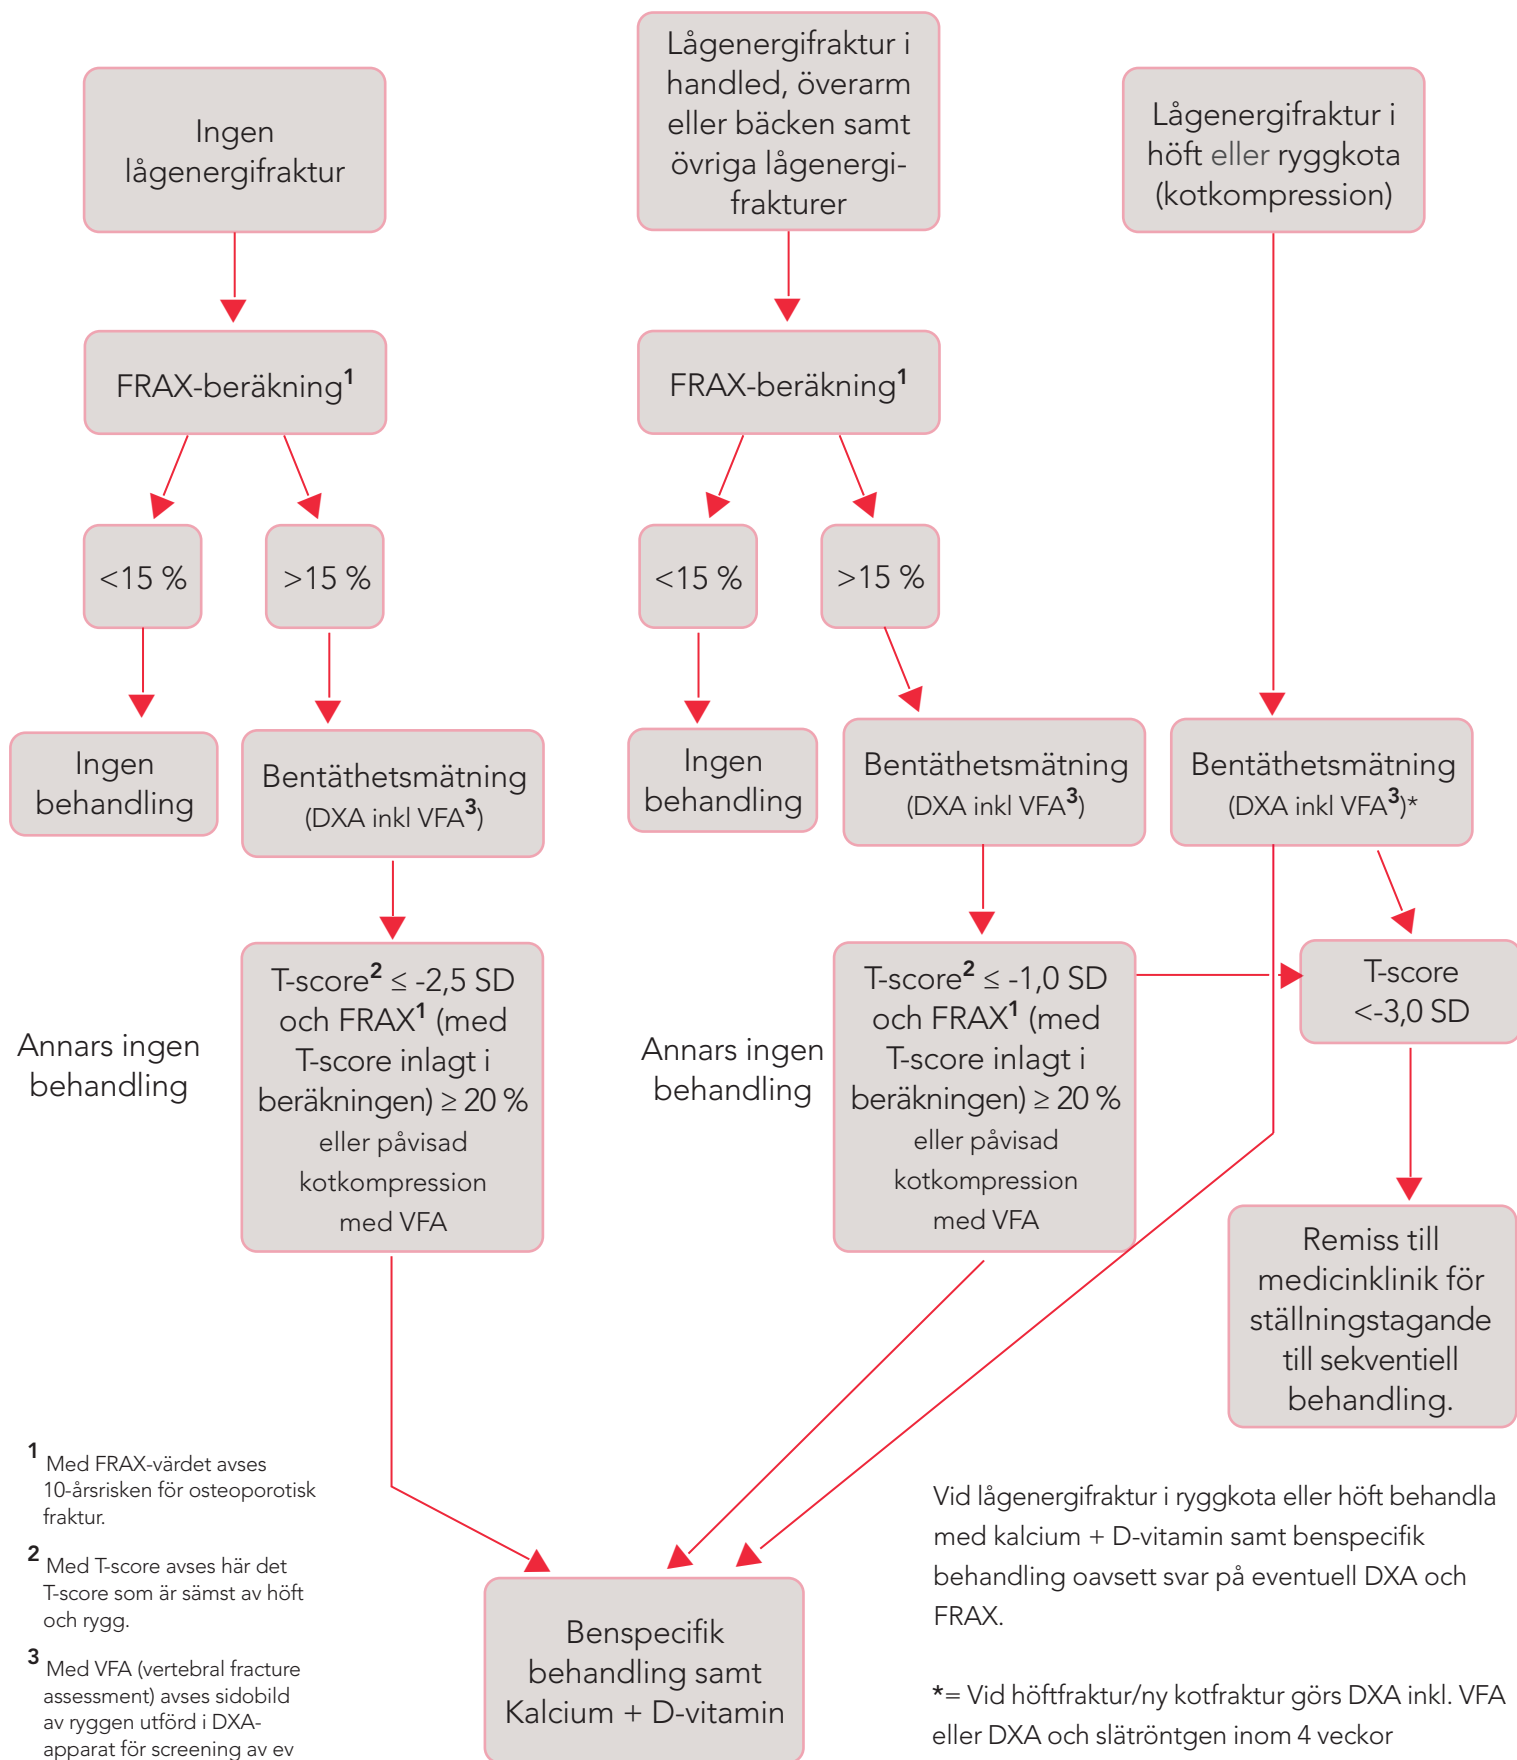 Ingen
lågenergifraktur
Lågenergifraktur i
handled, överarm
eller bäcken samt
övriga lågenergi-
frakturer
Lågenergifraktur i
höft eller ryggkota
(kotkompression)
FRAX-beräkning¹
FRAX-beräkning¹
<15 %
>15 %
<15 %
>15 %
Ingen
behandling
Bentäthetsmätning
(DXA inkl VFA³)
Ingen
behandling
Bentäthetsmätning
(DXA inkl VFA³)
Bentäthetsmätning
(DXA inkl VFA³)*
Annars ingen
behandling
T-score² ≤ -2,5 SD
och FRAX¹ (med
T-score inlagt i
beräkningen) ≥ 20 %
eller påvisad
kotkompression
med VFA
Annars ingen
behandling
T-score² ≤ -1,0 SD
och FRAX¹ (med
T-score inlagt i
beräkningen) ≥ 20 %
eller påvisad
kotkompression
med VFA
T-score
<-3,0 SD
Remiss till
medicinklinik för
ställningstagande
till sekventiell
behandling.
¹ Med FRAX-värdet avses
10-årsrisken för osteoporotisk
fraktur.
² Med T-score avses här det
T-score som är sämst av höft
och rygg.
³ Med VFA (vertebral fracture
assessment) avses sidobild
av ryggen utförd i DXA-
apparat för screening av ev
Benspecifik
behandling samt
Kalcium + D-vitamin
Vid lågenergifraktur i ryggkota eller höft behandla
med kalcium + D-vitamin samt benspecifik
behandling oavsett svar på eventuell DXA och
FRAX.
*= Vid höftfraktur/ny kotfraktur görs DXA inkl. VFA
eller DXA och slätröntgen inom 4 veckor